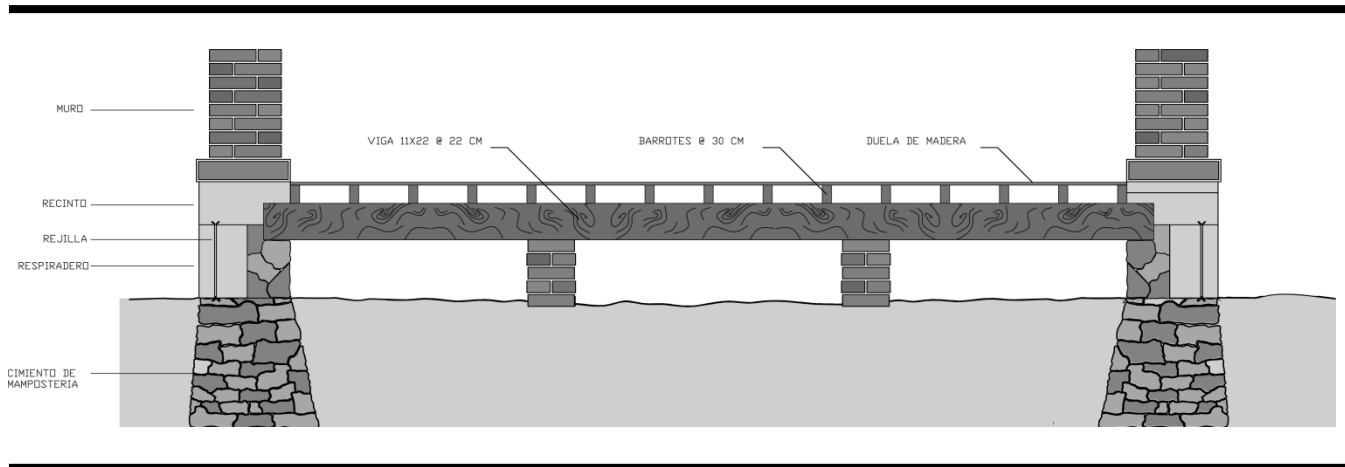 MURO
VIGA 11X22 @ 22 CM
BARROTES @ 30 CM
DUELA DE MADERA
RECINTO
REJILLA
RESPIRADERO
CIMIENTO DE
MAMPOSTERIA